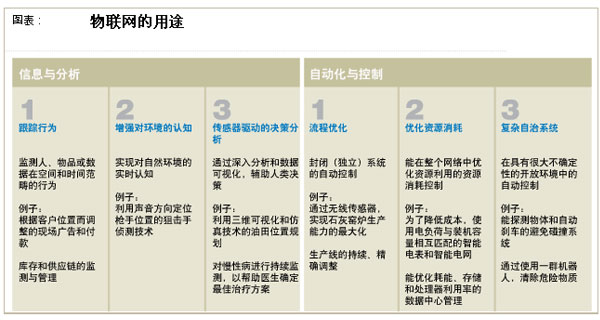 图表： 物联网的用途
信息与分析
1
跟踪行为
监测人、物品或数
据在空间和时间范
畴的行为
例子：
根据客户位置而调
整的现场广告和付
款
库存和供应链的监
测与管理
2
增强对环境的认知
实现对自然环境的
实时认知
例子：
利用声音方向定位
枪手位置的狙击手
侦测技术
3
传感器驱动的决策分
析
通过深入分析和数据
可视化，辅助人类决
策
例子：
利用三维可视化和仿
真技术的油田位置规
划
对慢性病进行持续监
测，以帮助医生确定
最佳治疗方案
自动化与控制
1
流程优化
封闭（独立）系统
的自动控制
例子：
通过无线传感器，
实现石灰窑炉生产
能力的最大化
生产线的持续、精
确调整
2
优化资源消耗
能在整个网络中优
化资源利用的资源
消耗控制
例子：
为了降低成本，使
用电负荷与装机容
量相互匹配的智能
电表和智能电网
能优化耗能、存储
和处理器利用率的
数据中心管理
3
复杂自治系统
在具有很大不确定
性的开放环境中的
自动控制
例子：
能探测物体和自动
刹车的避免碰撞系
统
通过使用一群机器
人，清除危险物质